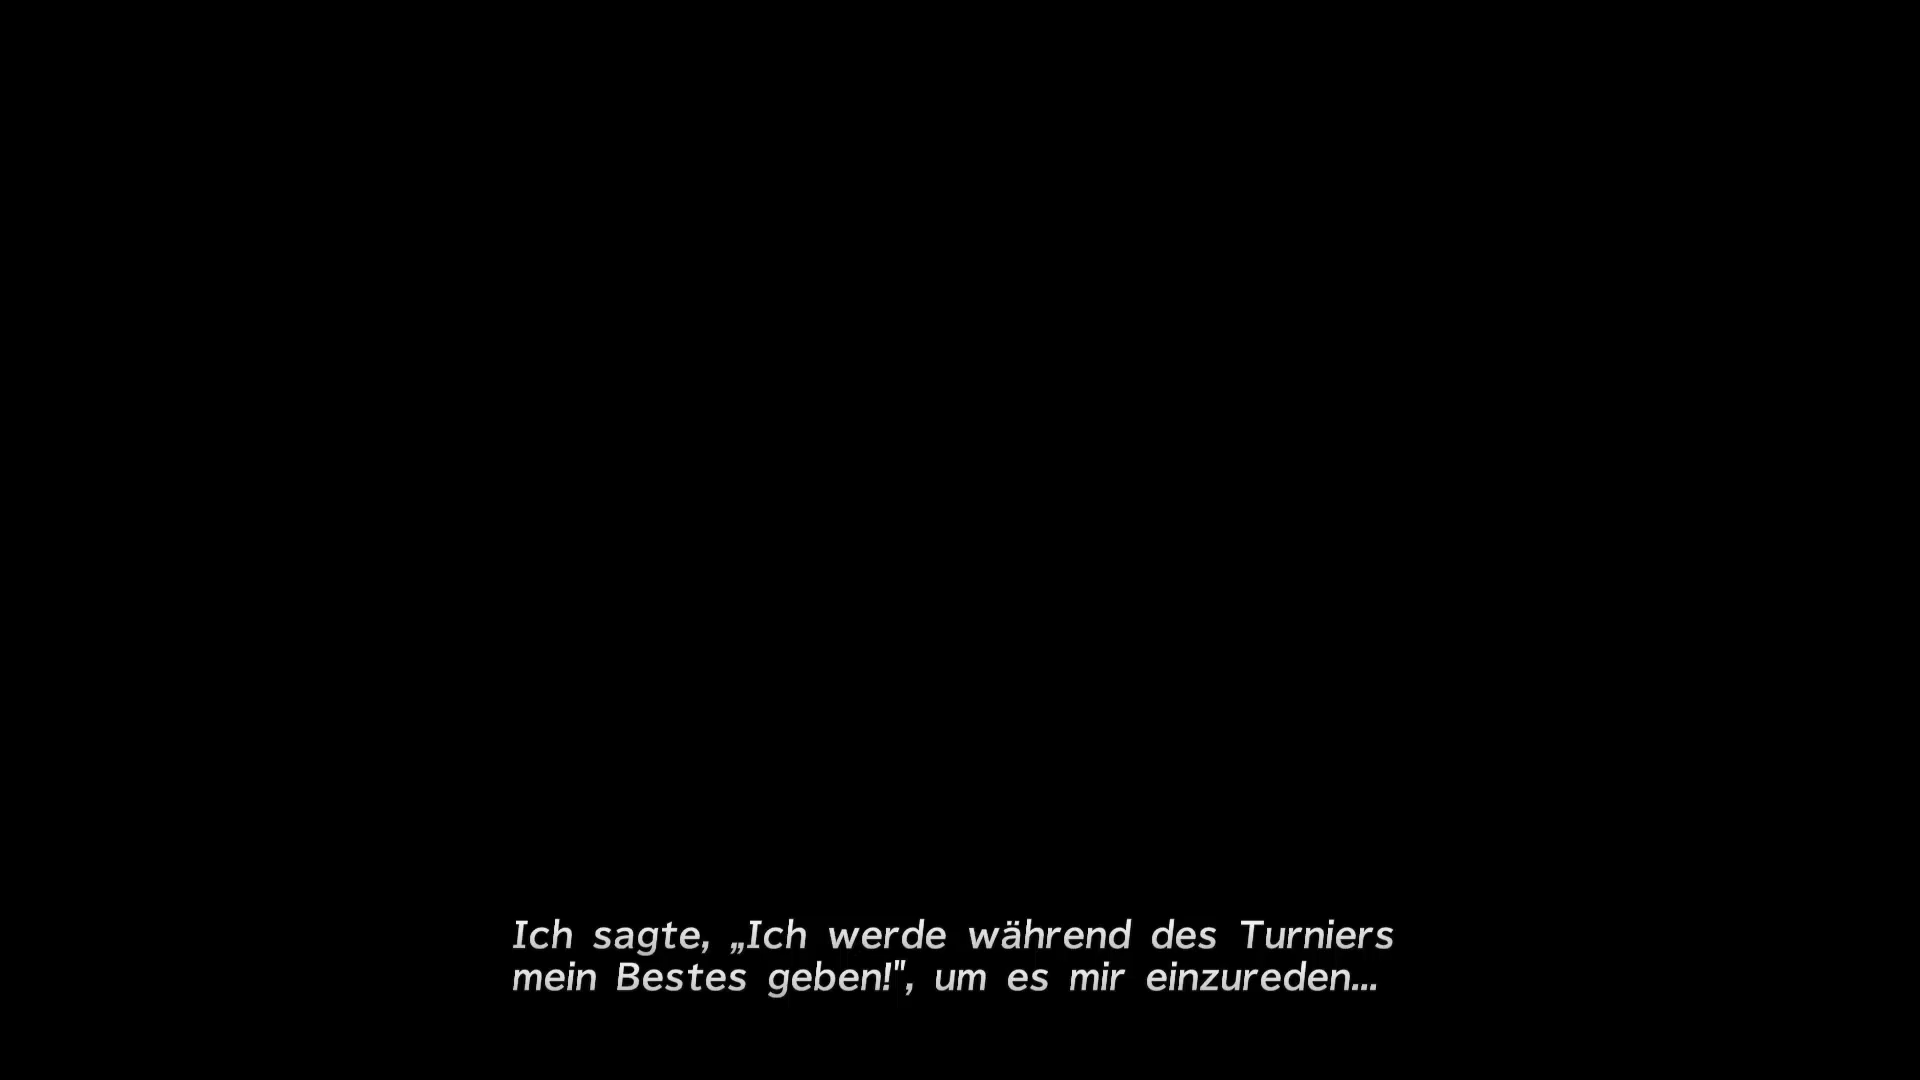 Ich sagte, „Ich werde während des Turniers
mein Bestes geben!", um es mir einzureden...